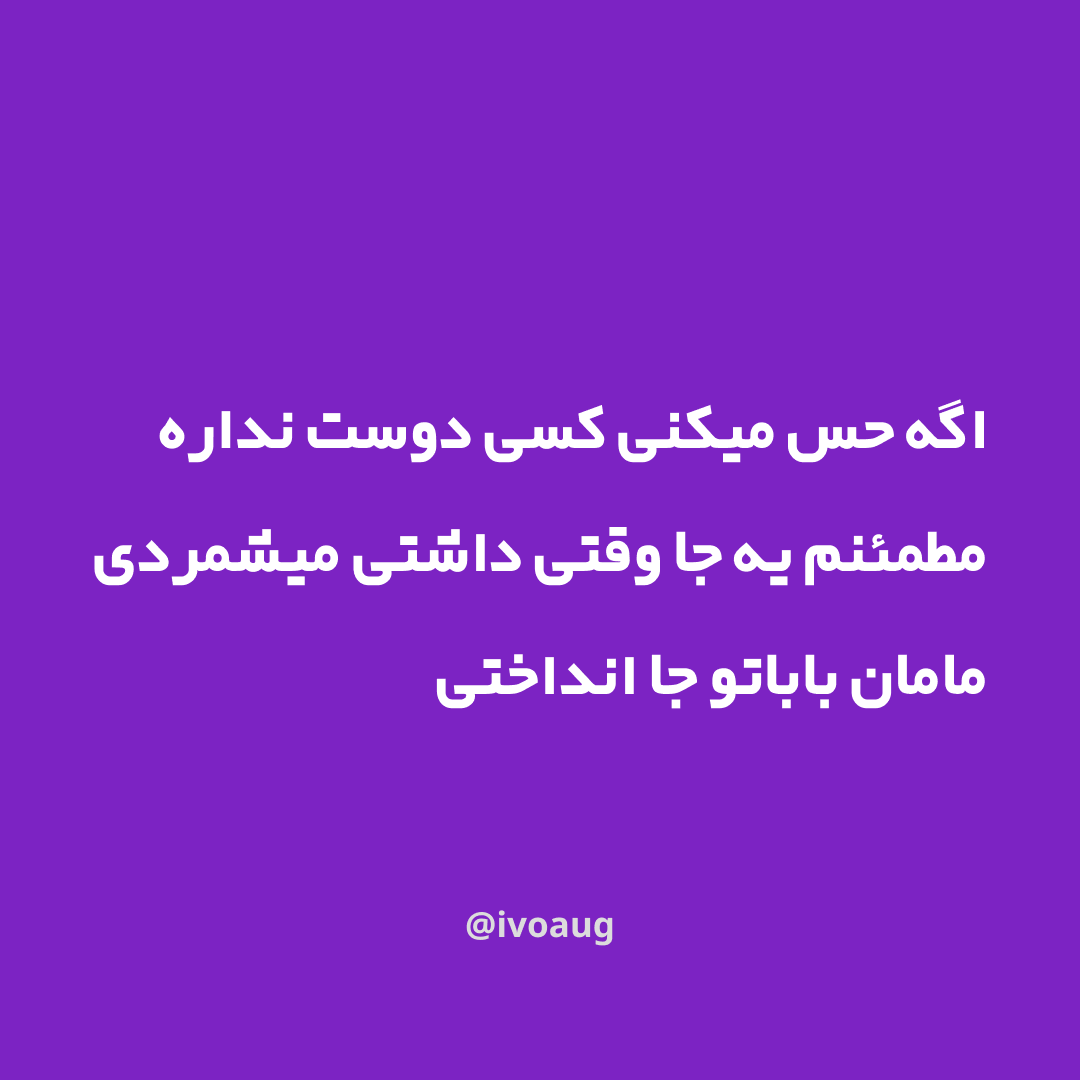 اگه حس میکنی کسی دوست نداره
مطمئنم یه جا وقتی داشتی میشمردی
مامان باباتو جا انداختی
@ivoaug